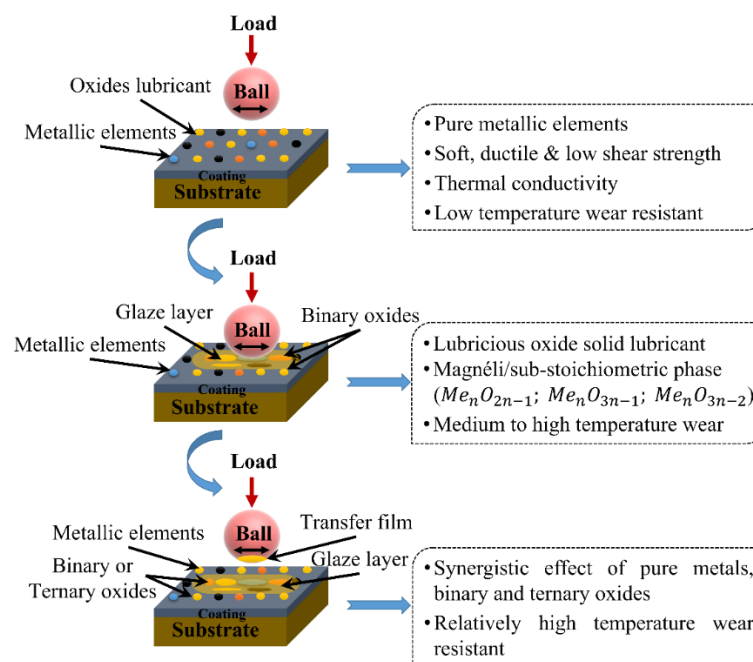 Load
Ball
Oxides lubricant
Metallic elements
Coating
Substrate
• Pure metallic elements
• Soft, ductile & low shear strength
• Thermal conductivity
• Low temperature wear resistant
Load
Glaze layer
Ball
Binary oxides
Metallic elements
Coating
Substrate
• Lubricious oxide solid lubricant
• Magnéli/sub-stoichiometric phase
(MeₙO₂ₙ₋₁; MeₙO₃ₙ₋₁; MeₙO₃ₙ₋₂)
• Medium to high temperature wear
Load
Ball
Transfer film
Metallic elements
Glaze layer
Binary or
Ternary oxides
Coating
Substrate
• Synergistic effect of pure metals,
binary and ternary oxides
• Relatively high temperature wear
resistant